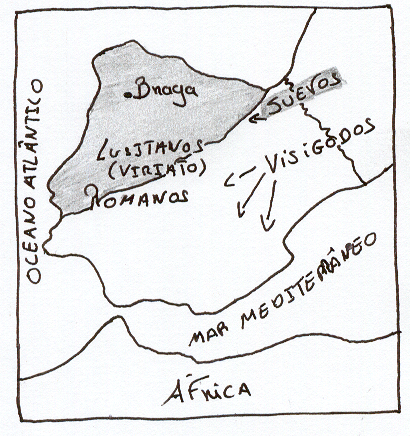 OCEANO ATLÂNTICO
Braga
SUEVOS
LUSITANOS
(VIRIATO)
VISIGODOS
ROMANOS
MAR MEDITERRÂNEO
ÁFRICA